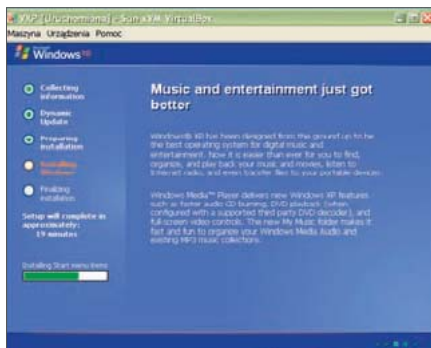 VXP [Uruchomiona] - Sun xVM VirtualBox
Maszyna Urządzenia Pomoc
Microsoft
Windows XP
Collecting
information
Dynamic
Update
Preparing
installation
Installing
Windows
Finalizing
installation
Setup will complete in
approximately:
19 minutes
Installing Start menu items
Music and entertainment just got
better
Windows® XP has been designed from the ground up to be
the best operating system for digital music and
entertainment. Now it is easier than ever for you to find,
organize, and play back your music and movies, listen to
Internet radio, and even transfer files to your portable devices.
Windows Media™ Player delivers new Windows XP features
such as faster audio CD burning, DVD playback (when
configured with a supported third party DVD decoder), and
full-screen video controls. The new My Music folder makes it
fast and fun to organize your Windows Media Audio and
existing MP3 music collections.